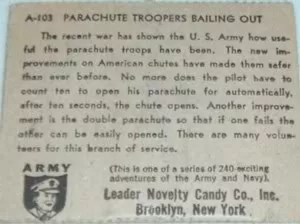 A-103 PARACHUTE TROOPERS BAILING OUT
The recent war has shown the U. S. Army how use-
ful the parachute troops have been. The new im-
provements on American chutes have made them safer
than ever before. No more does the pilot have to
count ten to open his parachute for automatically,
after ten seconds, the chute opens. Another improve-
ment is the double parachute so that if one fails the
other can be easily opened. There are many volun-
teers for this branch of service.
ARMY
(This is one of a series of 240 exciting
adventures of the Army and Navy).
Leader Novelty Candy Co., Inc.
Brooklyn, New York